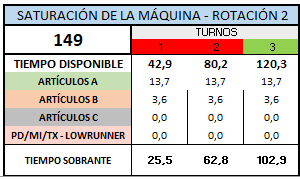 SATURACIÓN DE LA MÁQUINA - ROTACIÓN 2
149 TURNOS
1 2 3
TIEMPO DISPONIBLE 42,9 80,2 120,3
ARTÍCULOS A 13,7 13,7 13,7
ARTÍCULOS B 3,6 3,6 3,6
ARTÍCULOS C 0,0 0,0 0,0
PD/MI/TX - LOWRUNNER 0,0 0,0 0,0
TIEMPO SOBRANTE 25,5 62,8 102,9